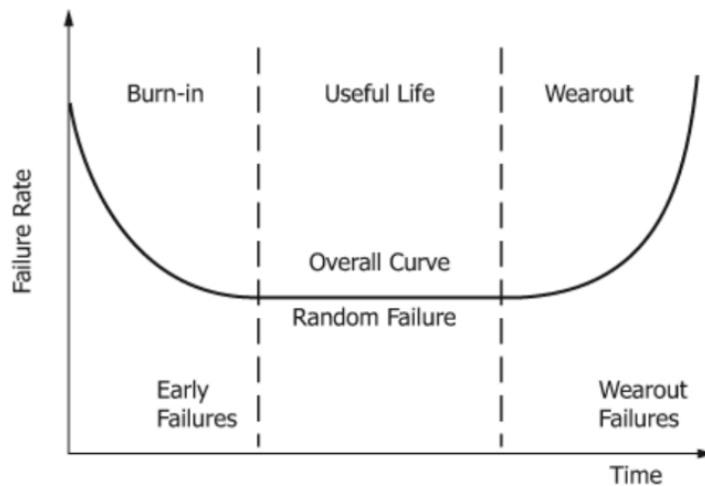 Burn-in
Useful Life
Wearout
Failure Rate
Overall Curve
Random Failure
Early
Failures
Wearout
Failures
Time